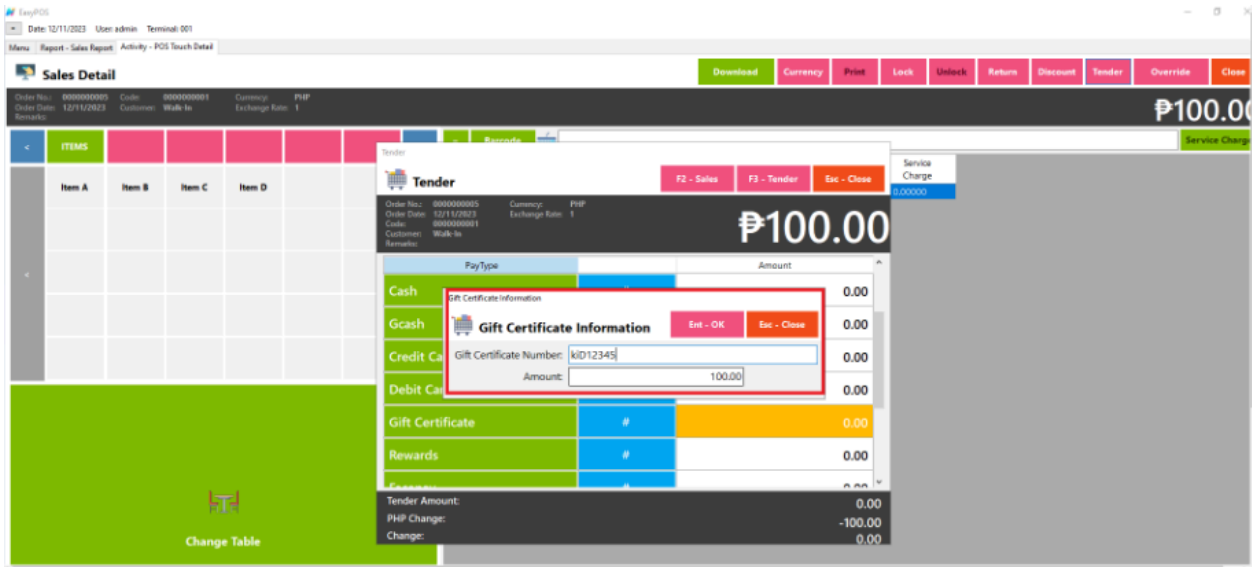 EasyPOS
Date: 12/11/2023 User: admin Terminal: 001
Menu Report - Sales Report Activity - POS Touch Detail
Sales Detail
Download Currency Print Lock Unlock Return Discount Tender Override Close
Order No.: 0000000005 Code: 0000000001 Currency: PHP
Order Date: 12/11/2023 Customer: Walk-In Exchange Rate: 1
Remarks:
₱100.00
< ITEMS Barcode Service Charge
Item A Item B Item C Item D
<
Service
Charge
0.00000
Change Table
Tender
Tender
F2 - Sales F3 - Tender Esc - Close
Order No.: 0000000005 Currency: PHP
Order Date: 12/11/2023 Exchange Rate: 1
Code: 0000000001
Customer: Walk-In
Remarks:
₱100.00
PayType Amount
Cash 0.00
Gcash 0.00
Credit Ca 0.00
Debit Car 0.00
Gift Certificate # 0.00
Rewards # 0.00
Gift Certificate Information
Gift Certificate Information
Ent - OK Esc - Close
Gift Certificate Number: kiD12345
Amount: 100.00
Tender Amount: 0.00
PHP Change: -100.00
Change: 0.00